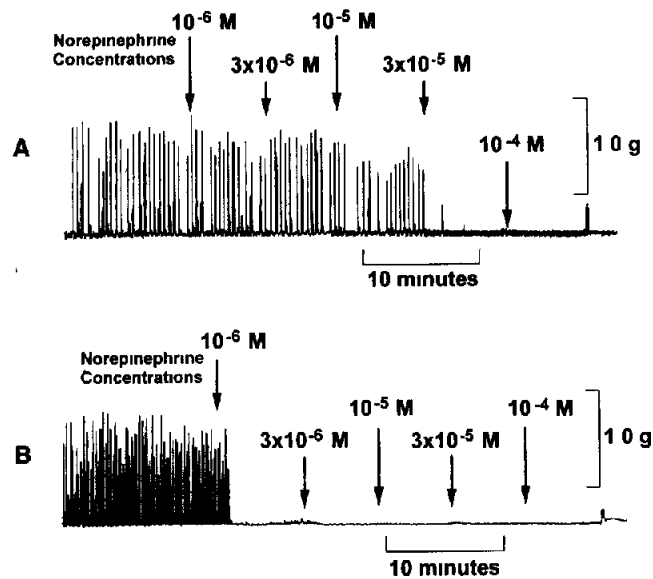 10⁻⁶ M
10⁻⁵ M
Norepinephrine
Concentrations
3x10⁻⁶ M
3x10⁻⁵ M
A
10⁻⁴ M
1 0 g
10 minutes
10⁻⁶ M
Norepinephrine
Concentrations
10⁻⁵ M
10⁻⁴ M
3x10⁻⁶ M
3x10⁻⁵ M
B
1 0 g
10 minutes